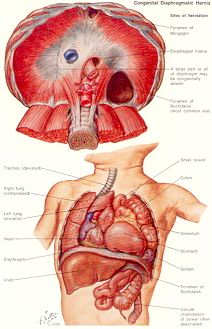 Congenital Diaphragmatic Hernia
Sites of herniation
Foramen of
Morgagni
Esophageal hiatus
A large part or all
of diaphragm may
be congenitally
absent
Foramen of
Bochdalek
(most common site)
Trachea (deviated)
Small bowel
Colon
Right lung
(compressed)
Left lung
(atrophic)
Omentum
Heart
Stomach
Diaphragm
Spleen
Liver
Foramen of
Bochdalek
Cecum
(malrotation
of bowel often
associated)